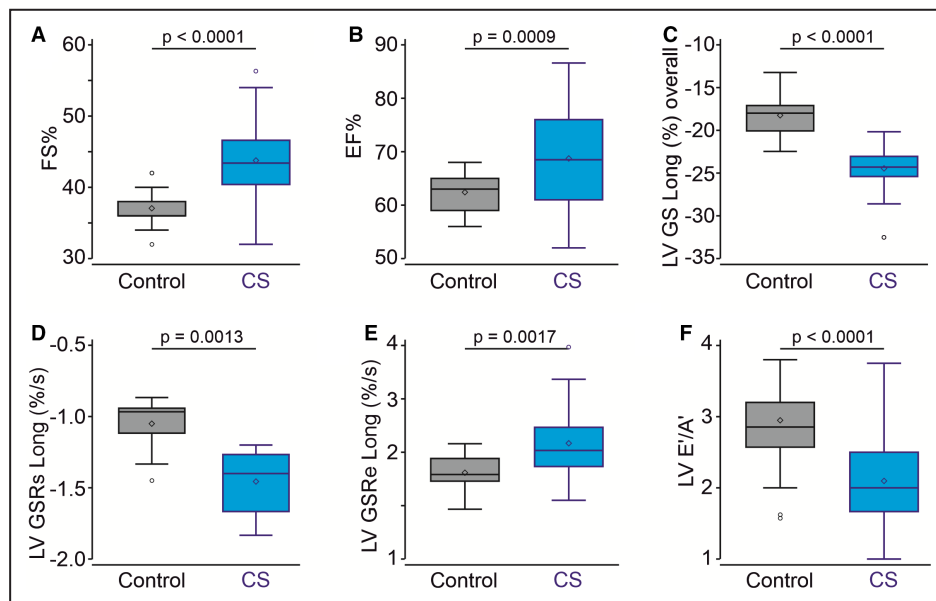 A
p < 0.0001
FS%
60
50
40
30
Control
CS
B
p = 0.0009
EF%
90
80
70
60
50
Control
CS
C
p < 0.0001
LV GS Long (%) overall
-10
-15
-20
-25
-30
-35
Control
CS
D
p = 0.0013
LV GSRs Long (%/s)
-0.5
-1.0
-1.5
-2.0
Control
CS
E
p = 0.0017
LV GSRe Long (%/s)
4
3
2
1
Control
CS
F
p < 0.0001
LV E'/A'
4
3
2
1
Control
CS